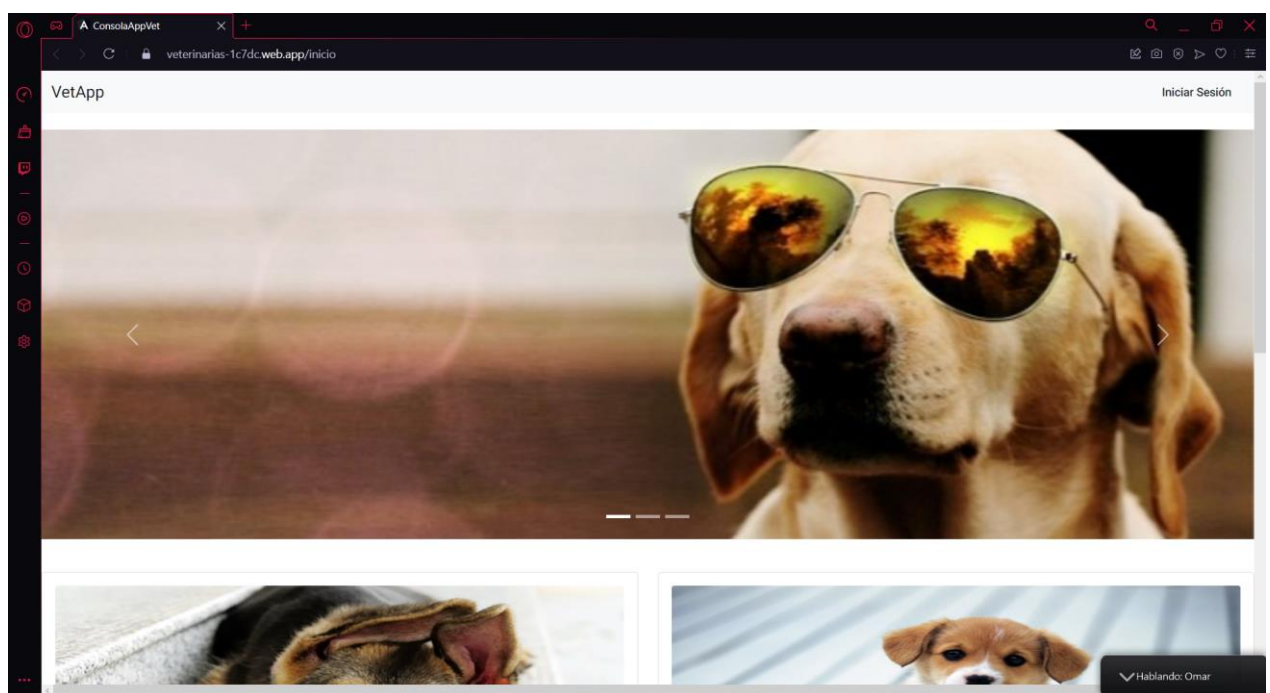 ConsolaAppVet
veterinarias-1c7dc.web.app/inicio
VetApp
Iniciar Sesión
Hablando: Omar